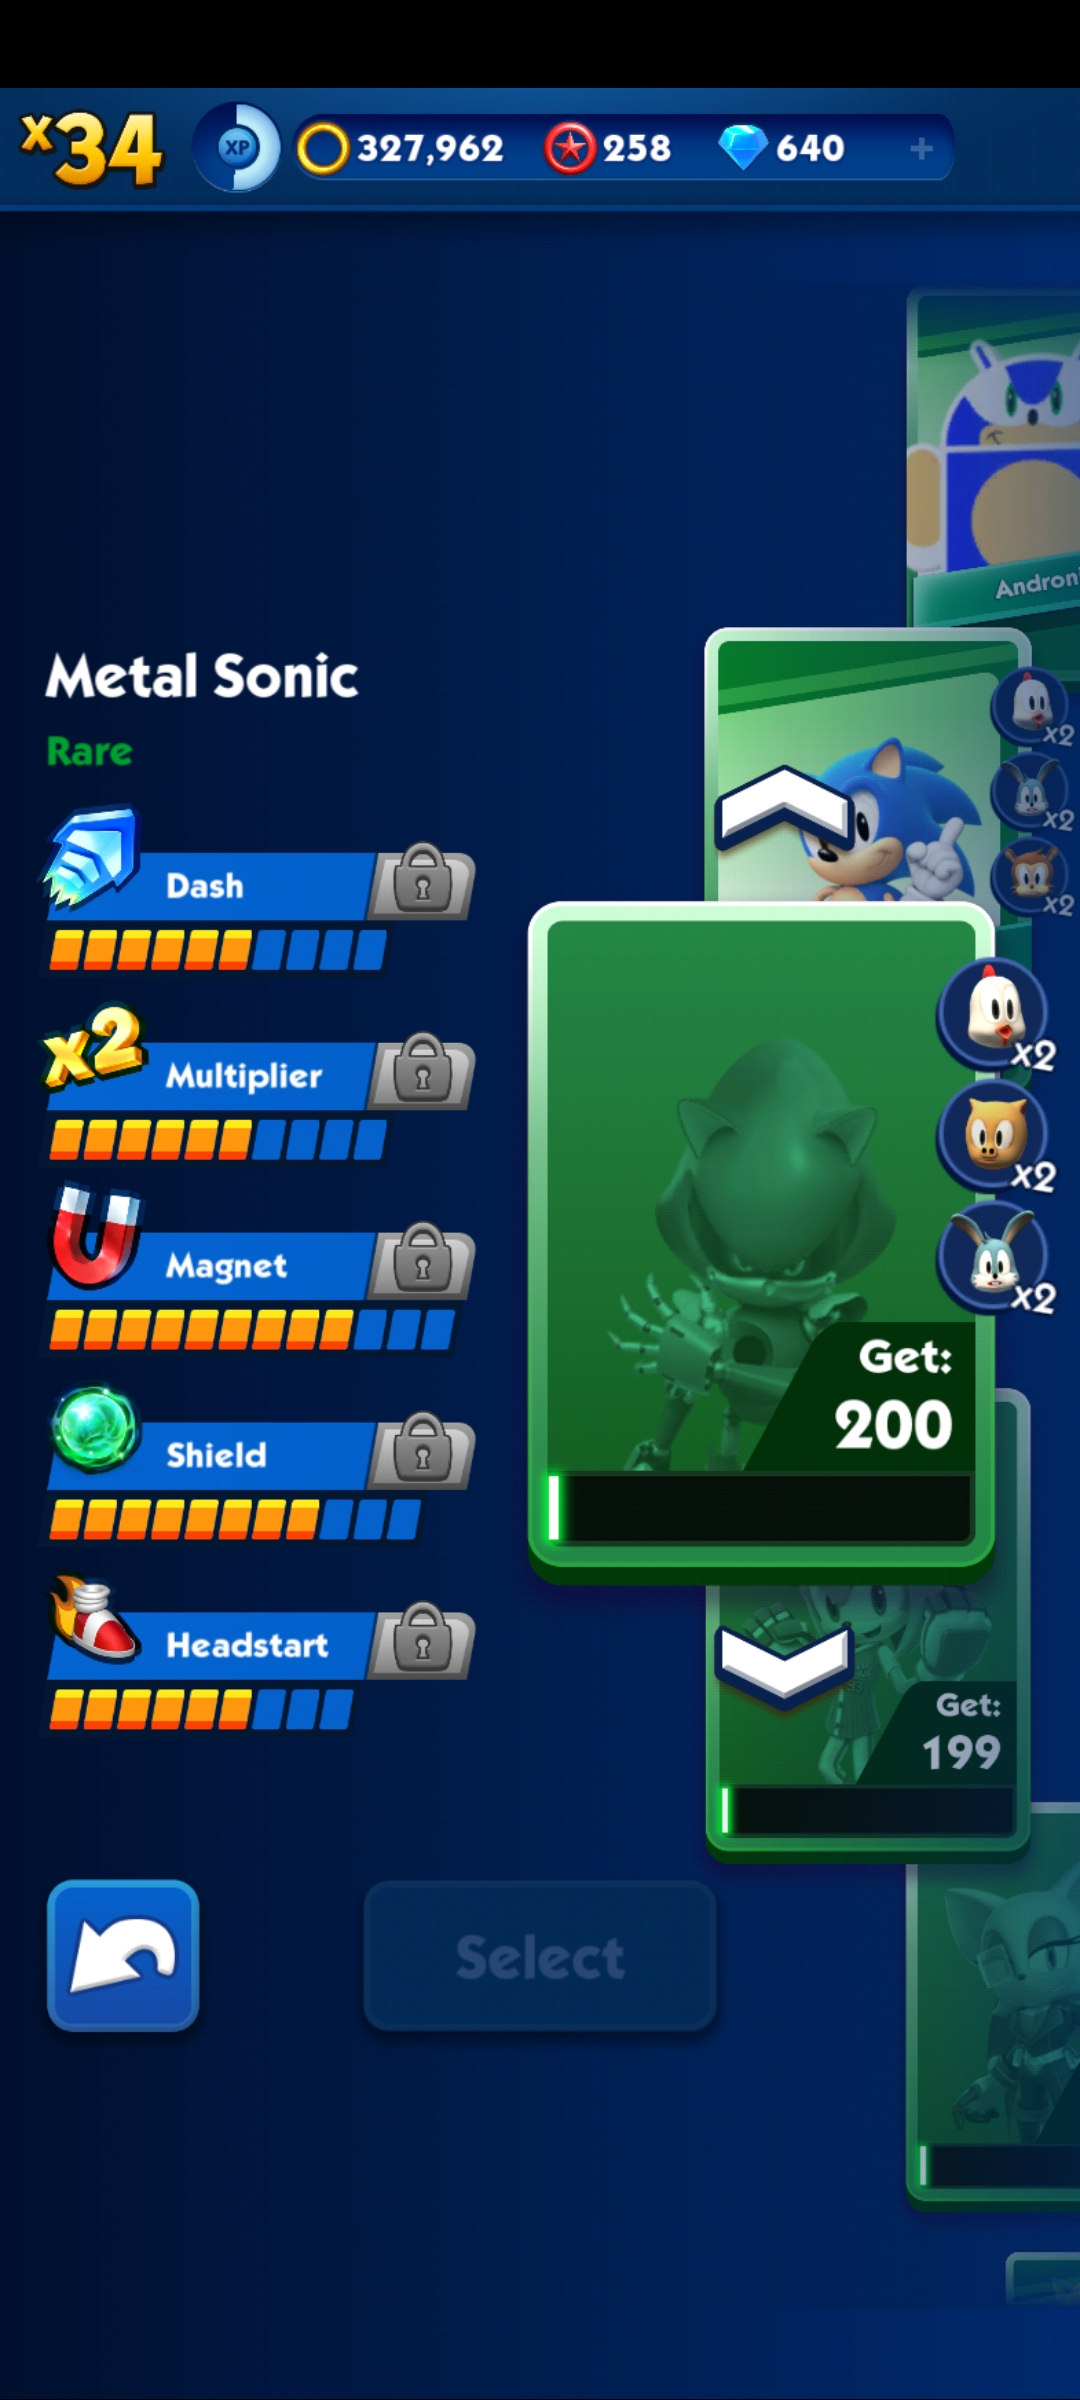 x34
XP
327,962
258
640
+
Androni
Metal Sonic
Rare
x2
x2
x2
Dash
x2
Multiplier
Magnet
Shield
Headstart
x2
x2
x2
Get:
200
Get:
199
Select